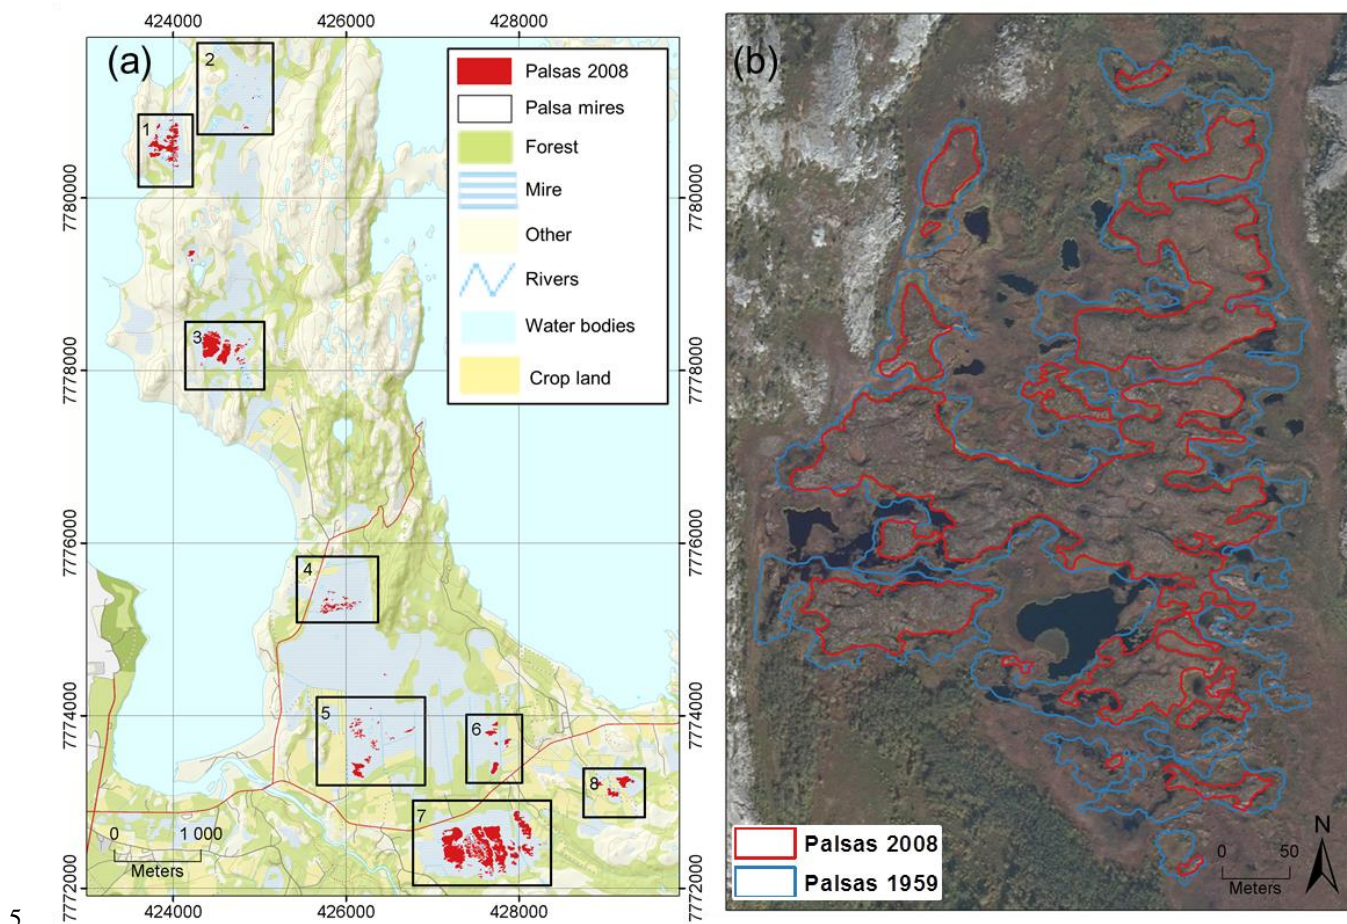 424000 426000 428000
(a)
2
1
Palsas 2008
Palsa mires
Forest
Mire
Other
Rivers
Water bodies
Crop land
7780000 7780000
3
7778000 7778000
7776000 7776000
4
7774000 7774000
5
6
8
7
0 1 000
Meters
7772000 7772000
424000 426000 428000
(b)
Palsas 2008
Palsas 1959
N
0 50
Meters
5